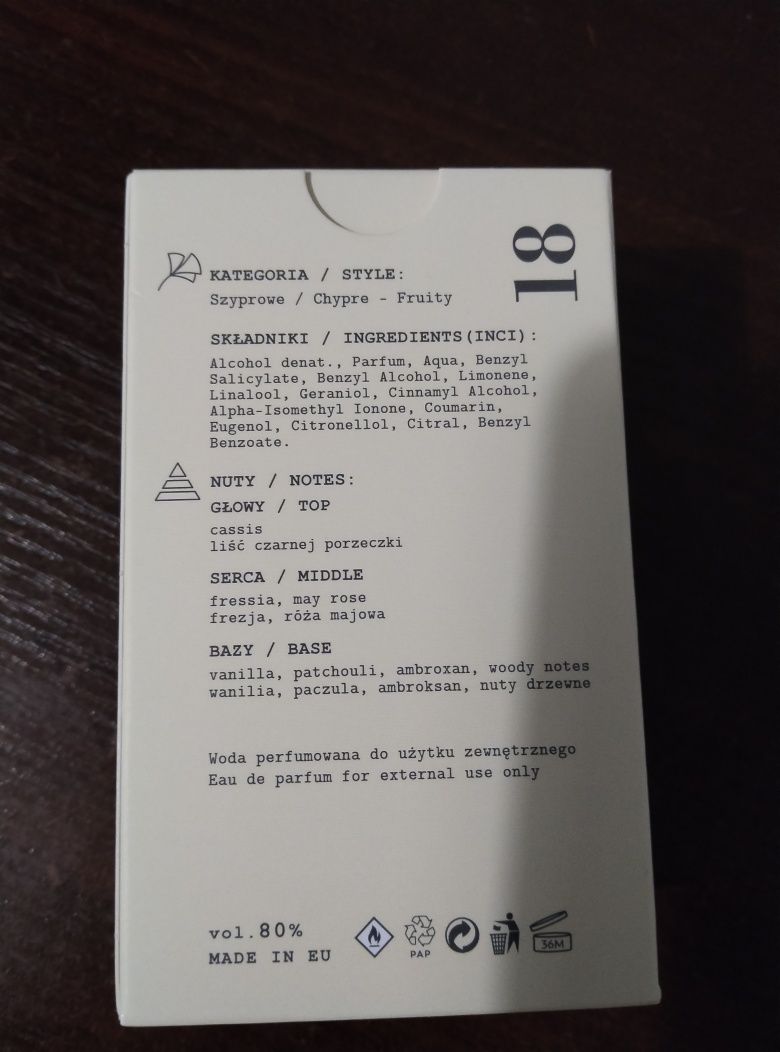 18
KATEGORIA / STYLE:
Szyprowe / Chypre - Fruity
SKŁADNIKI / INGREDIENTS(INCI):
Alcohol denat., Parfum, Aqua, Benzyl
Salicylate, Benzyl Alcohol, Limonene,
Linalool, Geraniol, Cinnamyl Alcohol,
Alpha-Isomethyl Ionone, Coumarin,
Eugenol, Citronellol, Citral, Benzyl
Benzoate.
NUTY / NOTES:
GŁOWY / TOP
cassis
liść czarnej porzeczki
SERCA / MIDDLE
fressia, may rose
frezja, róża majowa
BAZY / BASE
vanilla, patchouli, ambroxan, woody notes
wanilia, paczula, ambroksan, nuty drzewne
Woda perfumowana do użytku zewnętrznego
Eau de parfum for external use only
vol.80%
MADE IN EU
PAP
36M